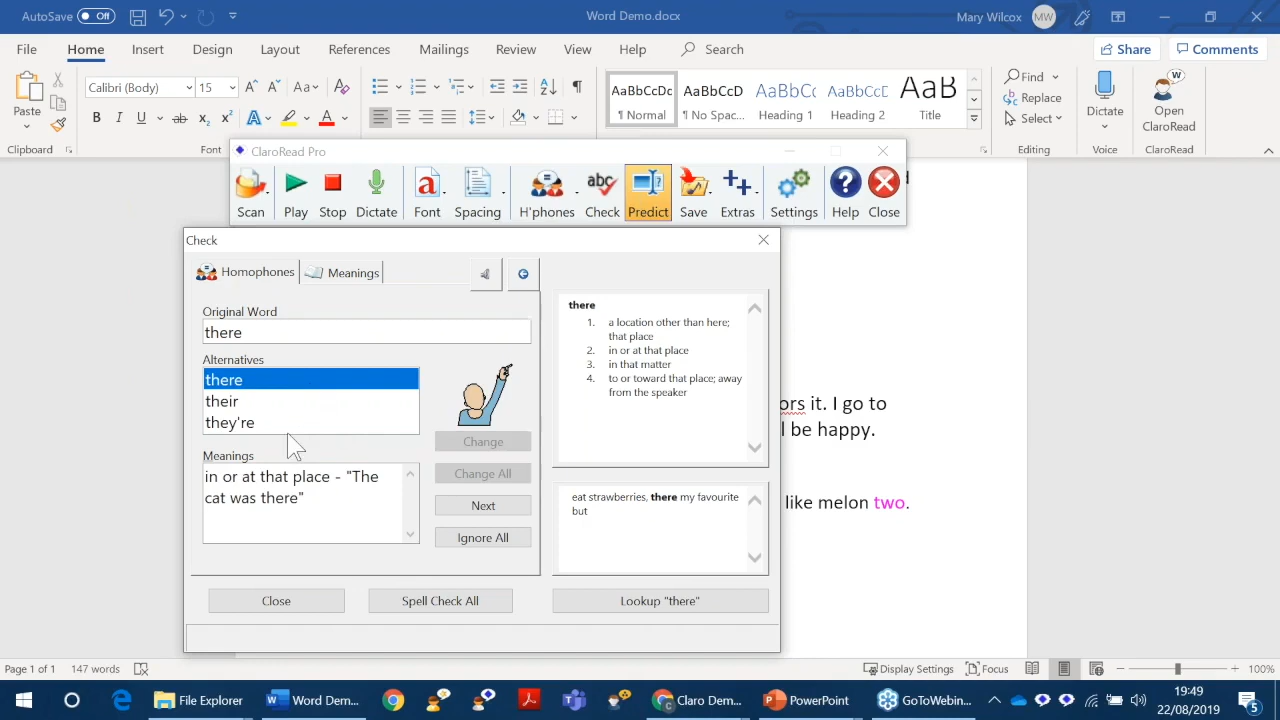 AutoSave Off
Word Demo.docx
Mary Wilcox MW
File Home Insert Design Layout References Mailings Review View Help Search
Share Comments
Calibri (Body) 15
AaBbCcDc AaBbCcD AaBbCc AaBbCcE AaB
Paste
¶ Normal ¶ No Spac... Heading 1 Heading 2 Title
Find
Replace
Select
Dictate
Open
ClaroRead
Clipboard Font Editing Voice ClaroRead
ClaroRead Pro
Scan Play Stop Dictate Font Spacing H'phones Check Predict Save Extras Settings Help Close
Check
Homophones Meanings
Original Word
there
Alternatives
there
their
they're
Change
Change All
Next
Ignore All
Meanings
in or at that place - "The
cat was there"
there
1. a location other than here;
that place
2. in or at that place
3. in that matter
4. to or toward that place; away
from the speaker
eat strawberries, there my favourite
but
Close Spell Check All Lookup "there"
ors it. I go to
be happy.
like melon two.
Page 1 of 1 147 words
Display Settings Focus 100%
File Explorer Word Dem... Claro Dem... PowerPoint GoToWebin...
19:49
22/08/2019
5